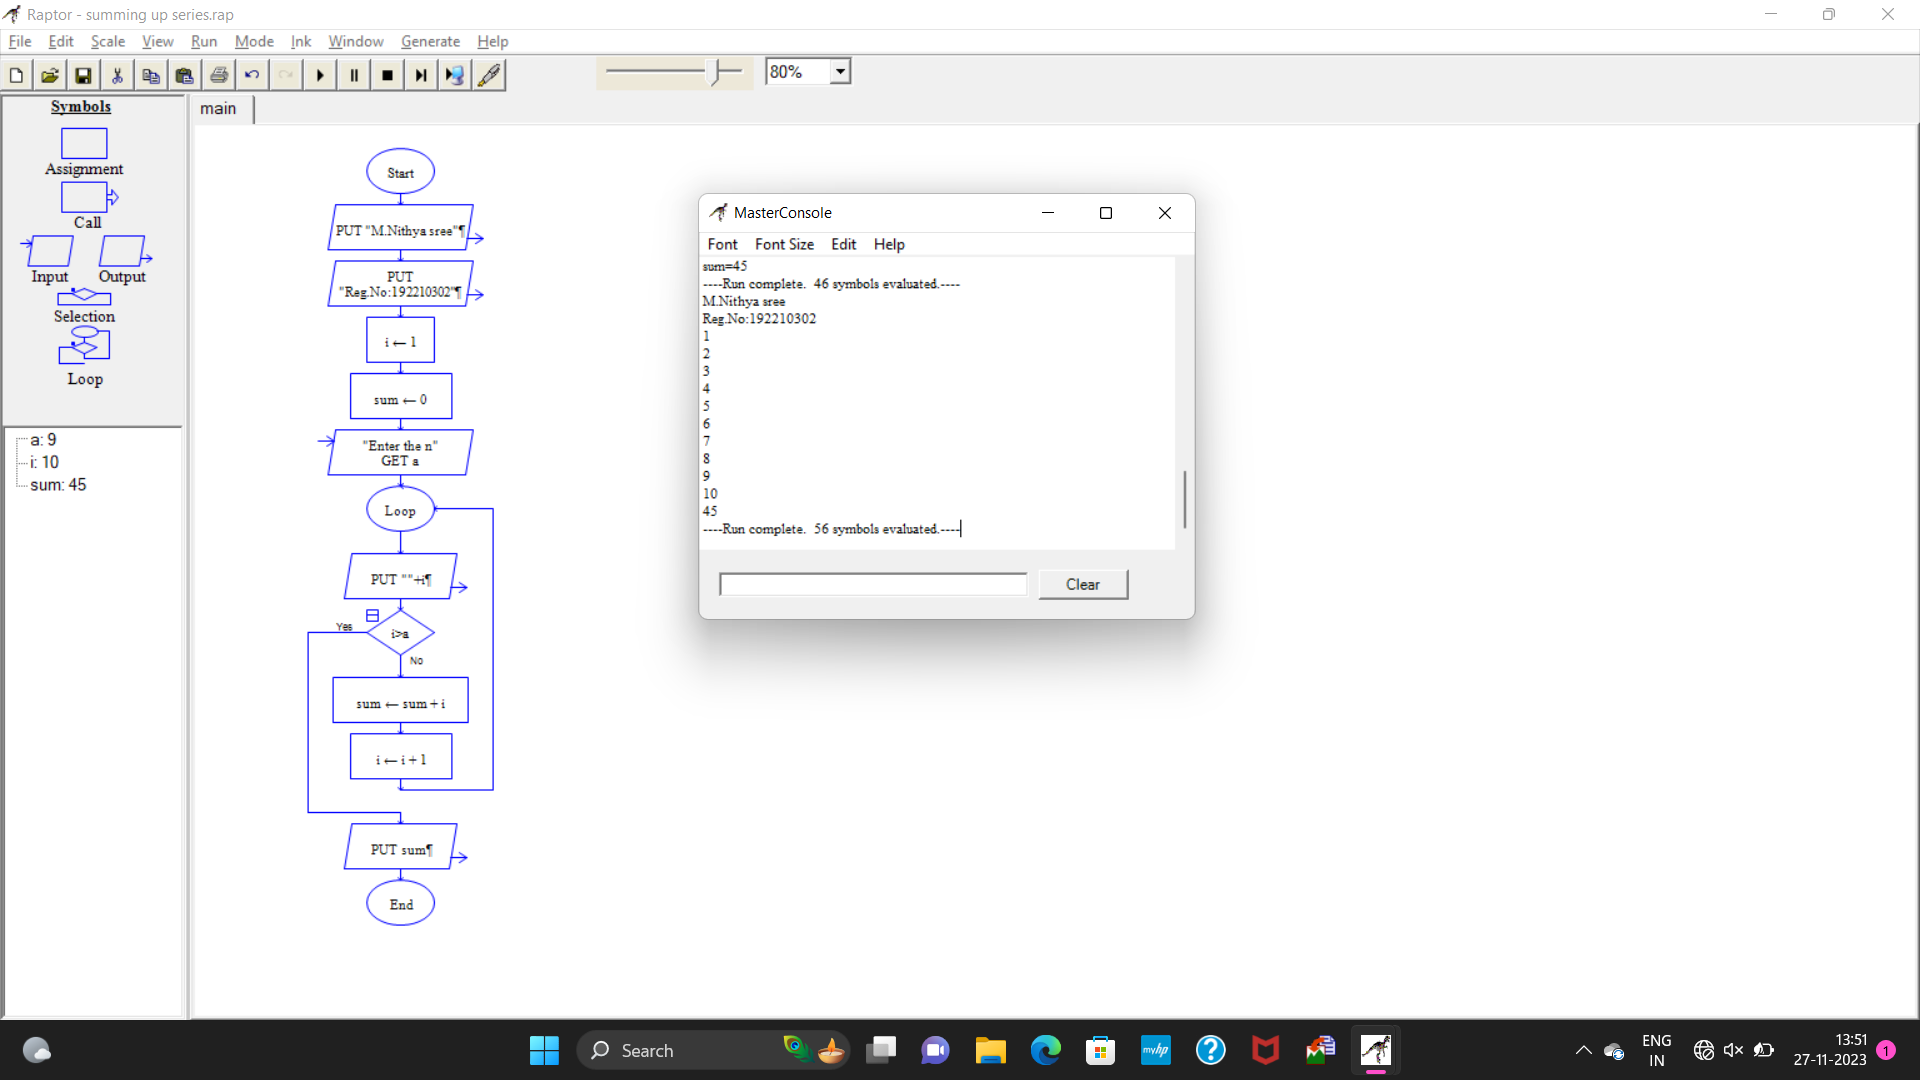 Raptor - summing up series.rap
File Edit Scale View Run Mode Ink Window Generate Help
80%
Symbols
Assignment
Call
Input Output
Selection
Loop
a: 9
i: 10
sum: 45
main
Start
PUT "M.Nithya sree"¶
PUT
"Reg.No:192210302"¶
i ← 1
sum ← 0
"Enter the n"
GET a
Loop
PUT ""+i¶
Yes
i>a
No
sum ← sum + i
i ← i + 1
PUT sum¶
End
MasterConsole
Font Font Size Edit Help
sum=45
----Run complete.  46 symbols evaluated.----
M.Nithya sree
Reg.No:192210302
1
2
3
4
5
6
7
8
9
10
45
----Run complete.  56 symbols evaluated.----
Clear
Search
myhp
?
ENG
IN
13:51
27-11-2023
1